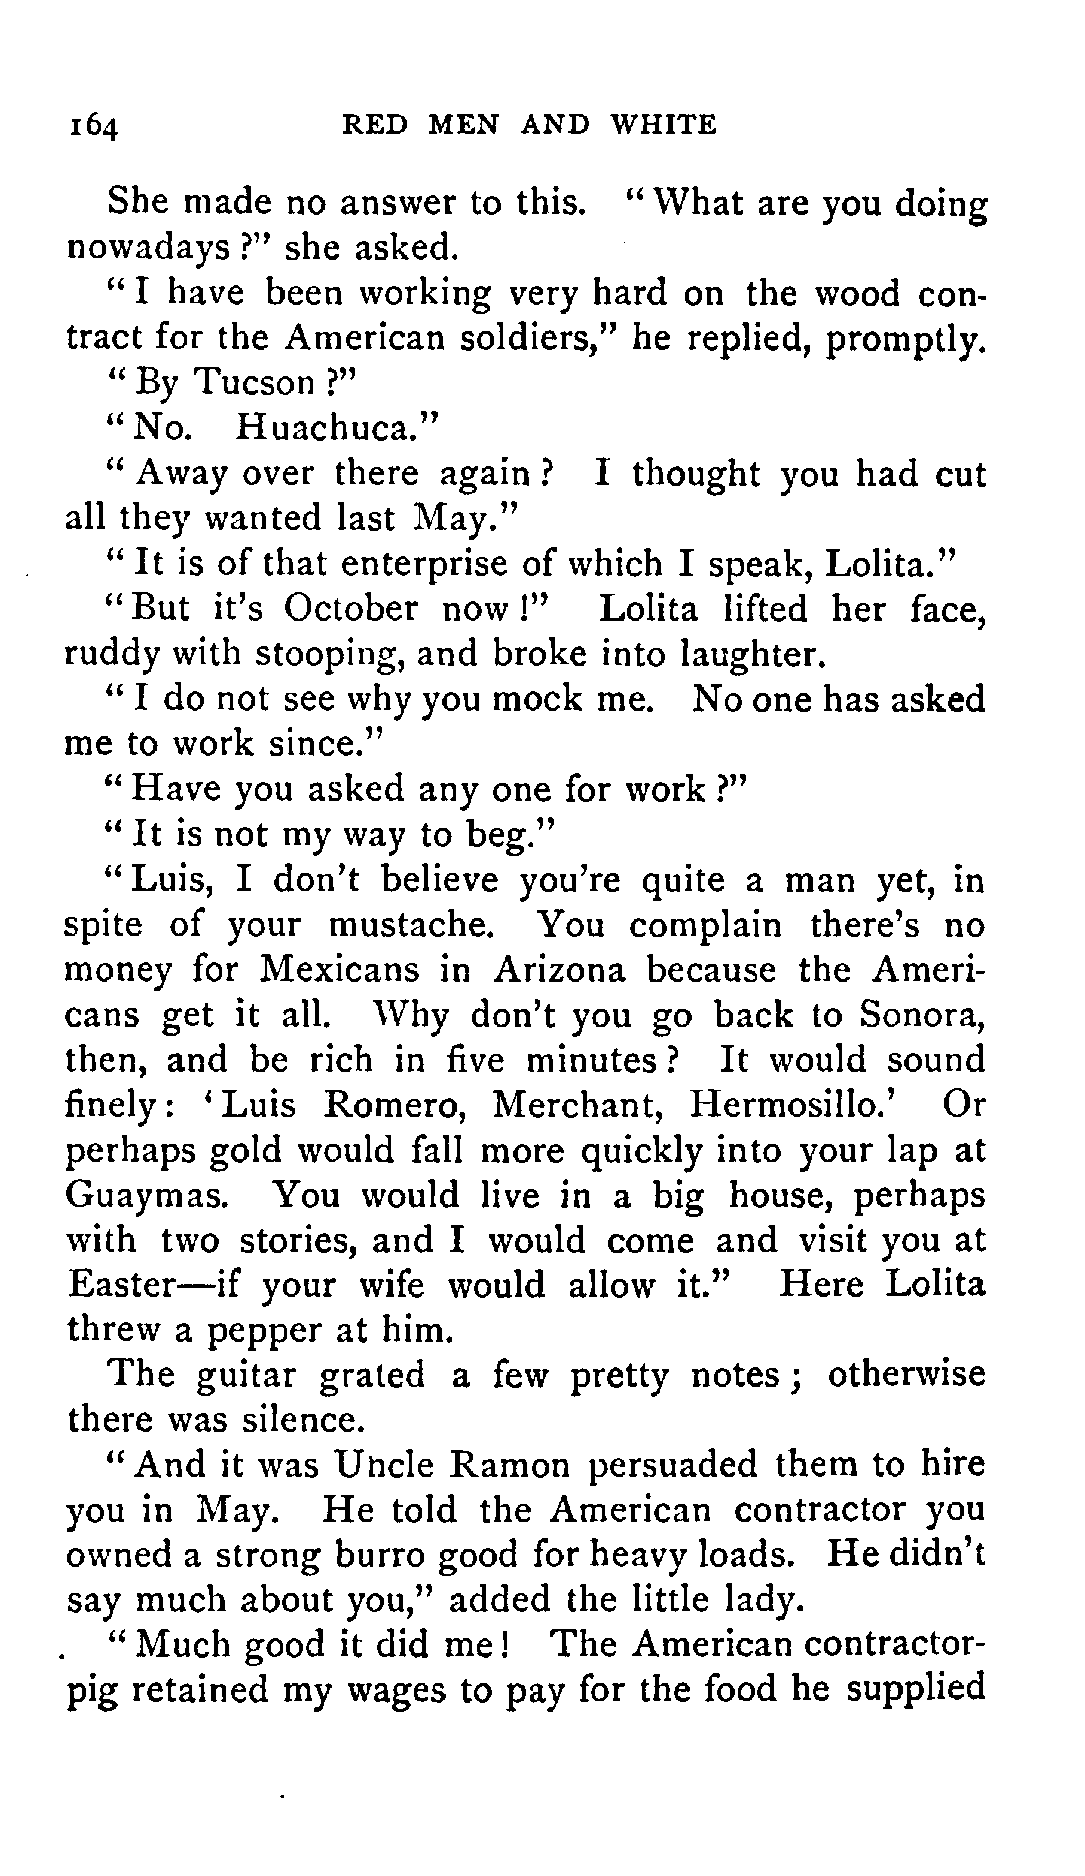 164 RED MEN AND WHITE
She made no answer to this. "What are you doing
nowadays?" she asked.
"I have been working very hard on the wood con-
tract for the American soldiers," he replied, promptly.
"By Tucson?"
"No. Huachuca."
"Away over there again? I thought you had cut
all they wanted last May."
"It is of that enterprise of which I speak, Lolita."
"But it's October now!" Lolita lifted her face,
ruddy with stooping, and broke into laughter.
"I do not see why you mock me. No one has asked
me to work since."
"Have you asked any one for work?"
"It is not my way to beg."
"Luis, I don't believe you're quite a man yet, in
spite of your mustache. You complain there's no
money for Mexicans in Arizona because the Ameri-
cans get it all. Why don't you go back to Sonora,
then, and be rich in five minutes? It would sound
finely: 'Luis Romero, Merchant, Hermosillo.' Or
perhaps gold would fall more quickly into your lap at
Guaymas. You would live in a big house, perhaps
with two stories, and I would come and visit you at
Easter—if your wife would allow it." Here Lolita
threw a pepper at him.
The guitar grated a few pretty notes; otherwise
there was silence.
"And it was Uncle Ramon persuaded them to hire
you in May. He told the American contractor you
owned a strong burro good for heavy loads. He didn't
say much about you," added the little lady.
"Much good it did me! The American contractor-
pig retained my wages to pay for the food he supplied